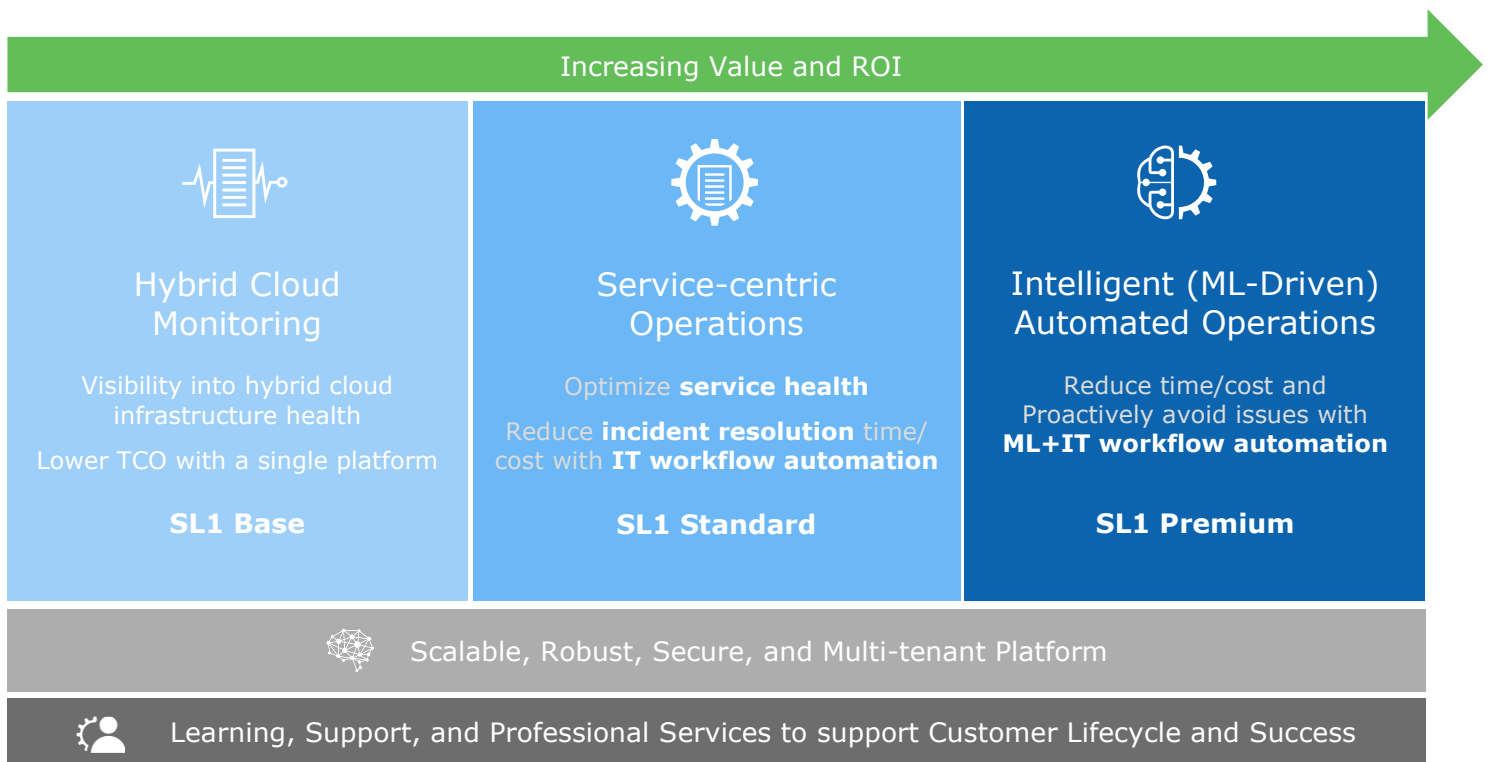 Increasing Value and ROI
Hybrid Cloud
Monitoring
Visibility into hybrid cloud
infrastructure health
Lower TCO with a single platform
SL1 Base
Service-centric
Operations
Optimize service health
Reduce incident resolution time/
cost with IT workflow automation
SL1 Standard
Intelligent (ML-Driven)
Automated Operations
Reduce time/cost and
Proactively avoid issues with
ML+IT workflow automation
SL1 Premium
Scalable, Robust, Secure, and Multi-tenant Platform
Learning, Support, and Professional Services to support Customer Lifecycle and Success